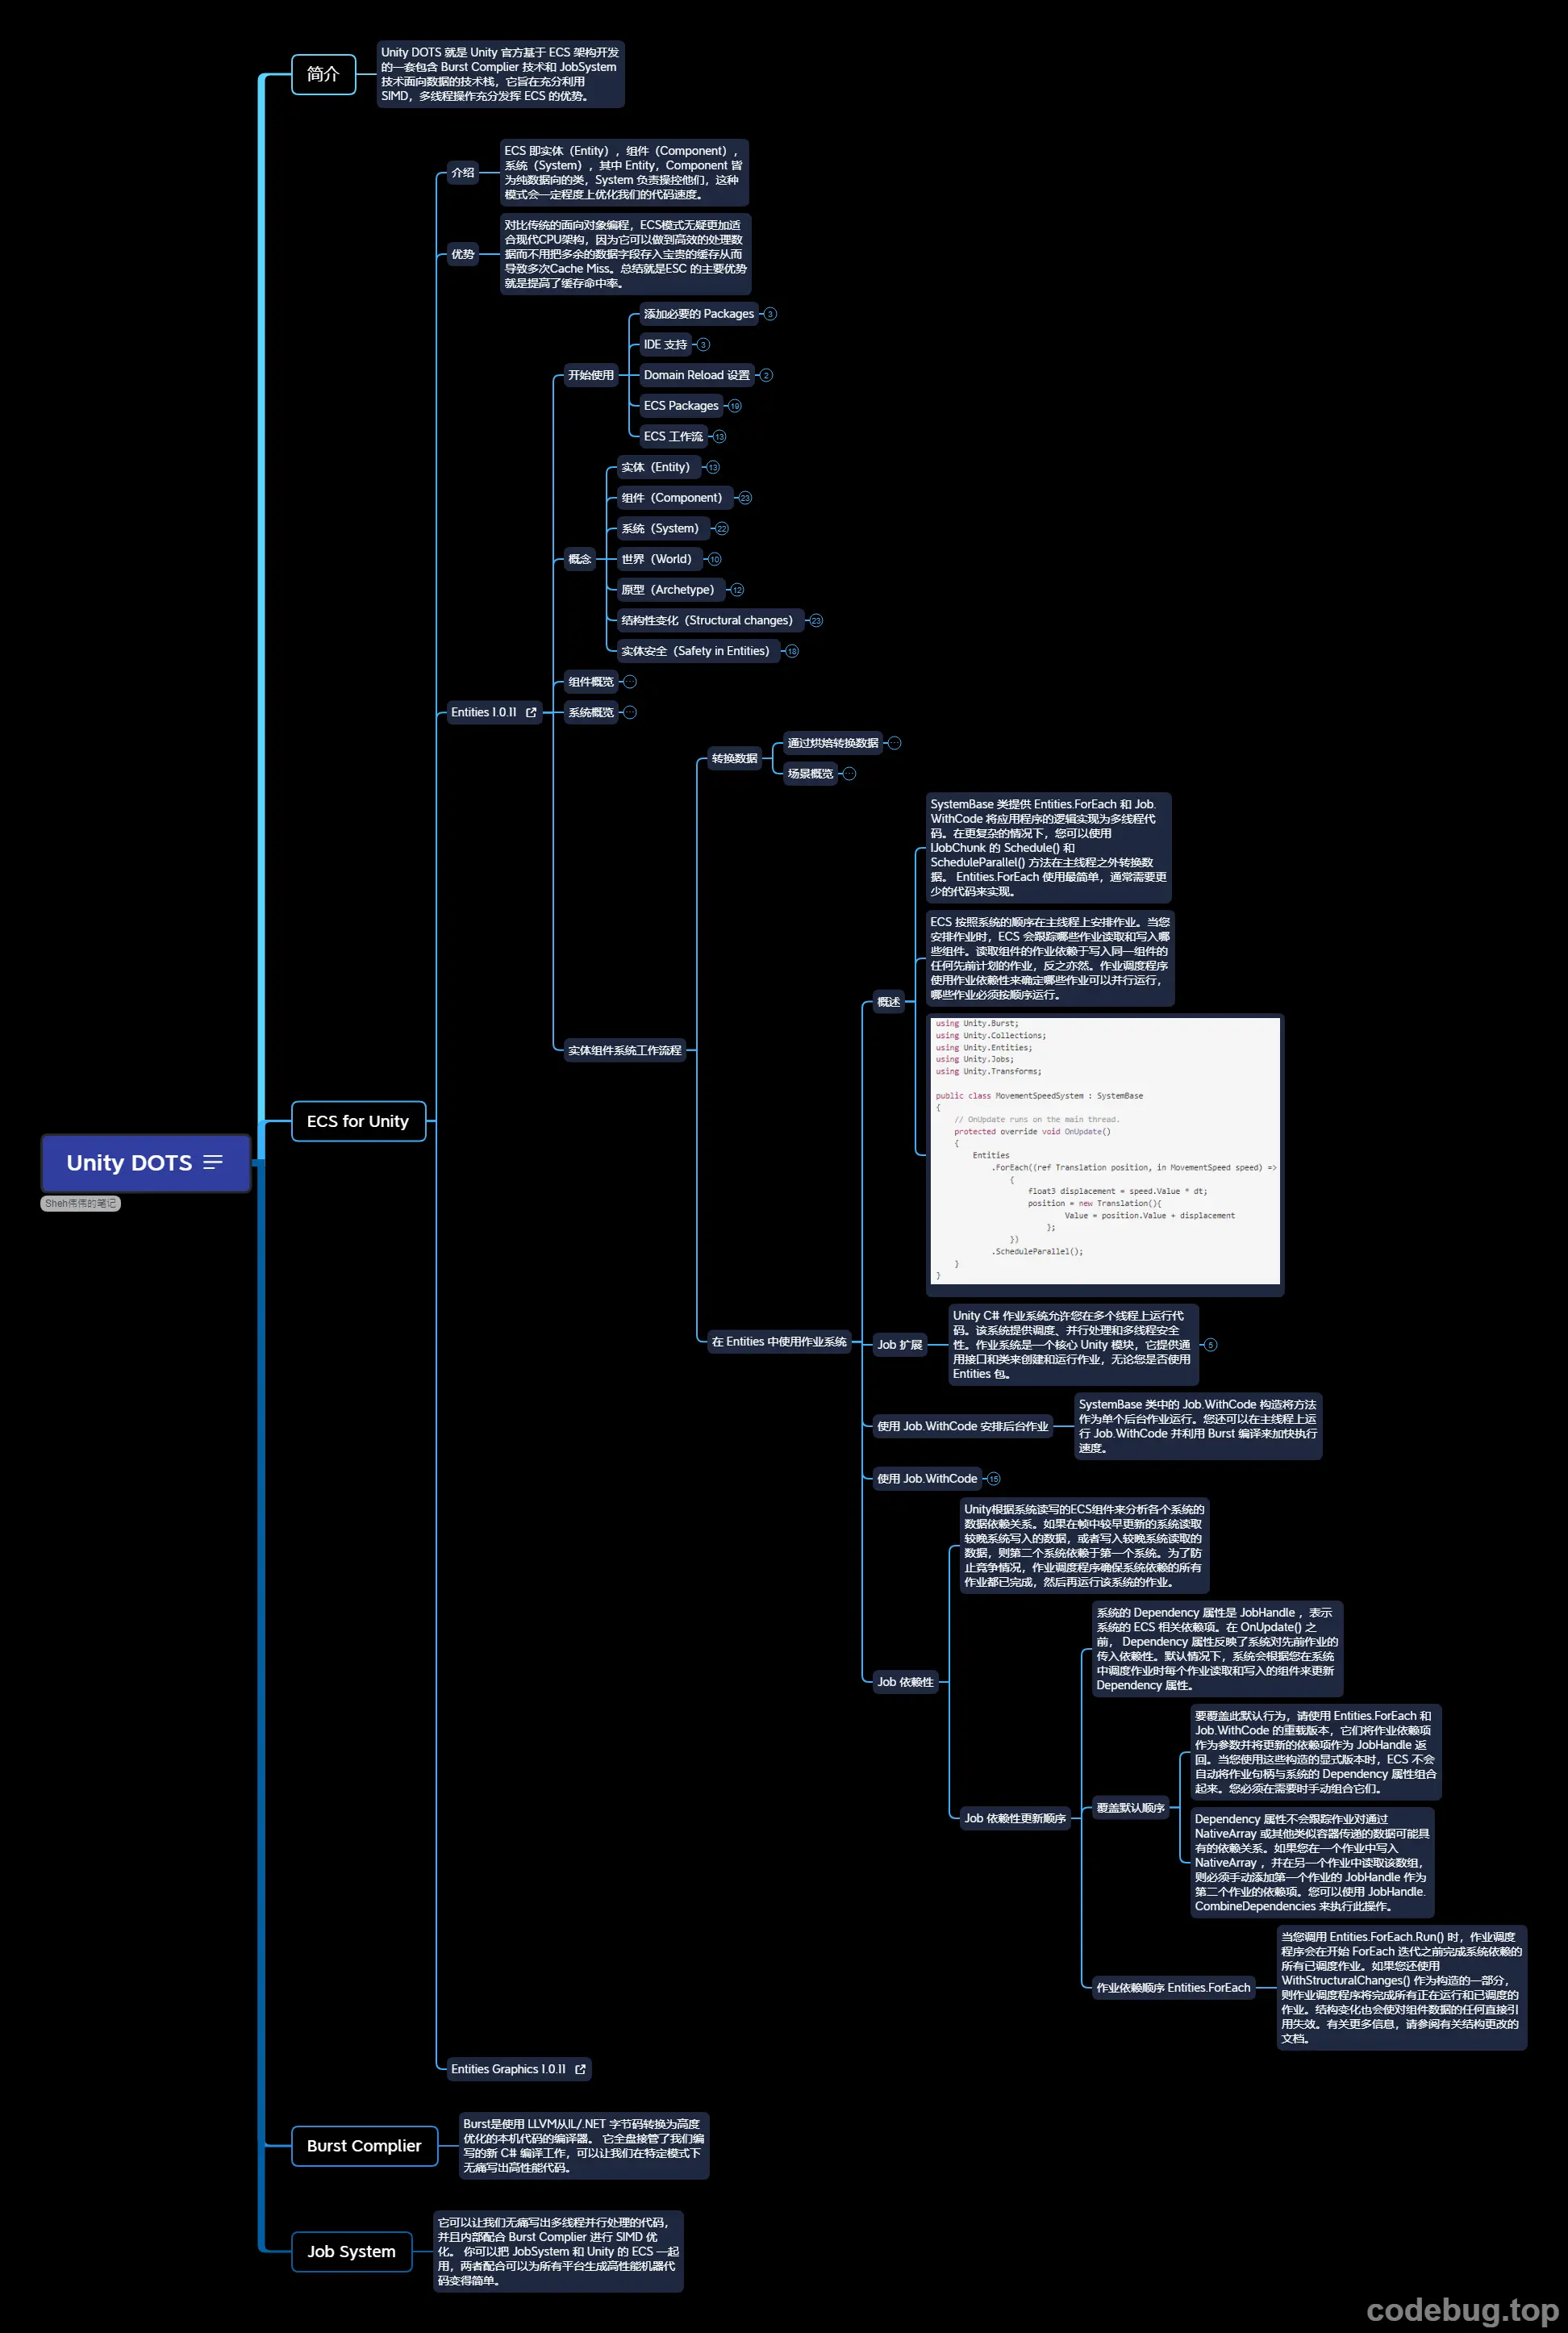 简介
Unity DOTS 就是 Unity 官方基于 ECS 架构开发
的一套包含 Burst Complier 技术和 JobSystem
技术面向数据的技术栈，它旨在充分利用
SIMD，多线程操作充分发挥 ECS 的优势。
介绍
ECS 即实体（Entity），组件（Component），
系统（System），其中 Entity，Component 皆
为纯数据向的类，System 负责操控他们，这种
模式会一定程度上优化我们的代码速度。
优势
对比传统的面向对象编程，ECS模式无疑更加适
合现代CPU架构，因为它可以做到高效的处理数
据而不用把多余的数据字段存入宝贵的缓存从而
导致多次Cache Miss。总结就是ESC 的主要优势
就是提高了缓存命中率。
开始使用
添加必要的 Packages 3
IDE 支持 3
Domain Reload 设置 2
ECS Packages 19
ECS 工作流 13
概念
实体（Entity） 13
组件（Component） 23
系统（System） 22
世界（World） 10
原型（Archetype） 12
结构性变化（Structural changes） 23
实体安全（Safety in Entities） 18
组件概览
Entities 1.0.11
系统概览
转换数据
通过烘焙转换数据
场景概览
实体组件系统工作流程
在 Entities 中使用作业系统
概述
SystemBase 类提供 Entities.ForEach 和 Job.
WithCode 将应用程序的逻辑实现为多线程代
码。在更复杂的情况下，您可以使用
IJobChunk 的 Schedule() 和
ScheduleParallel() 方法在主线程之外转换数
据。 Entities.ForEach 使用最简单，通常需要更
少的代码来实现。
ECS 按照系统的顺序在主线程上安排作业。当您
安排作业时，ECS 会跟踪哪些作业读取和写入哪
些组件。读取组件的作业依赖于写入同一组件的
任何先前计划的作业，反之亦然。作业调度程序
使用作业依赖性来确定哪些作业可以并行运行，
哪些作业必须按顺序运行。
using Unity.Burst;
using Unity.Collections;
using Unity.Entities;
using Unity.Jobs;
using Unity.Transforms;
public class MovementSpeedSystem : SystemBase
{
// OnUpdate runs on the main thread.
protected override void OnUpdate()
{
Entities
.ForEach((ref Translation position, in MovementSpeed speed) =>
{
float3 displacement = speed.Value * dt;
position = new Translation(){
Value = position.Value + displacement
};
})
.ScheduleParallel();
}
}
ECS for Unity
Unity DOTS
Sheh伟伟的笔记
Job 扩展
Unity C# 作业系统允许您在多个线程上运行代
码。该系统提供调度、并行处理和多线程安全
性。作业系统是一个核心 Unity 模块，它提供通
用接口和类来创建和运行作业，无论您是否使用
Entities 包。
5
使用 Job.WithCode 安排后台作业
SystemBase 类中的 Job.WithCode 构造将方法
作为单个后台作业运行。您还可以在主线程上运
行 Job.WithCode 并利用 Burst 编译来加快执行
速度。
使用 Job.WithCode 15
Job 依赖性
Unity根据系统读写的ECS组件来分析各个系统的
数据依赖关系。如果在帧中较早更新的系统读取
较晚系统写入的数据，或者写入较晚系统读取的
数据，则第二个系统依赖于第一个系统。为了防
止竞争情况，作业调度程序确保系统依赖的所有
作业都已完成，然后再运行该系统的作业。
Job 依赖性更新顺序
系统的 Dependency 属性是 JobHandle ，表示
系统的 ECS 相关依赖项。在 OnUpdate() 之
前， Dependency 属性反映了系统对先前作业的
传入依赖性。默认情况下，系统会根据您在系统
中调度作业时每个作业读取和写入的组件来更新
Dependency 属性。
覆盖默认顺序
要覆盖此默认行为，请使用 Entities.ForEach 和
Job.WithCode 的重载版本，它们将作业依赖项
作为参数并将更新的依赖项作为 JobHandle 返
回。当您使用这些构造的显式版本时，ECS 不会
自动将作业句柄与系统的 Dependency 属性组合
起来。您必须在需要时手动组合它们。
Dependency 属性不会跟踪作业对通过
NativeArray 或其他类似容器传递的数据可能具
有的依赖关系。如果您在一个作业中写入
NativeArray ，并在另一个作业中读取该数组，
则必须手动添加第一个作业的 JobHandle 作为
第二个作业的依赖项。您可以使用 JobHandle.
CombineDependencies 来执行此操作。
作业依赖顺序 Entities.ForEach
当您调用 Entities.ForEach.Run() 时，作业调度
程序会在开始 ForEach 迭代之前完成系统依赖的
所有已调度作业。如果您还使用
WithStructuralChanges() 作为构造的一部分，
则作业调度程序将完成所有正在运行和已调度的
作业。结构变化也会使对组件数据的任何直接引
用失效。有关更多信息，请参阅有关结构更改的
文档。
Entities Graphics 1.0.11
Burst Complier
Burst是使用 LLVM从IL/.NET 字节码转换为高度
优化的本机代码的编译器。 它全盘接管了我们编
写的新 C# 编译工作，可以让我们在特定模式下
无痛写出高性能代码。
Job System
它可以让我们无痛写出多线程并行处理的代码，
并且内部配合 Burst Complier 进行 SIMD 优
化。 你可以把 JobSystem 和 Unity 的 ECS 一起
用，两者配合可以为所有平台生成高性能机器代
码变得简单。
codebug.top